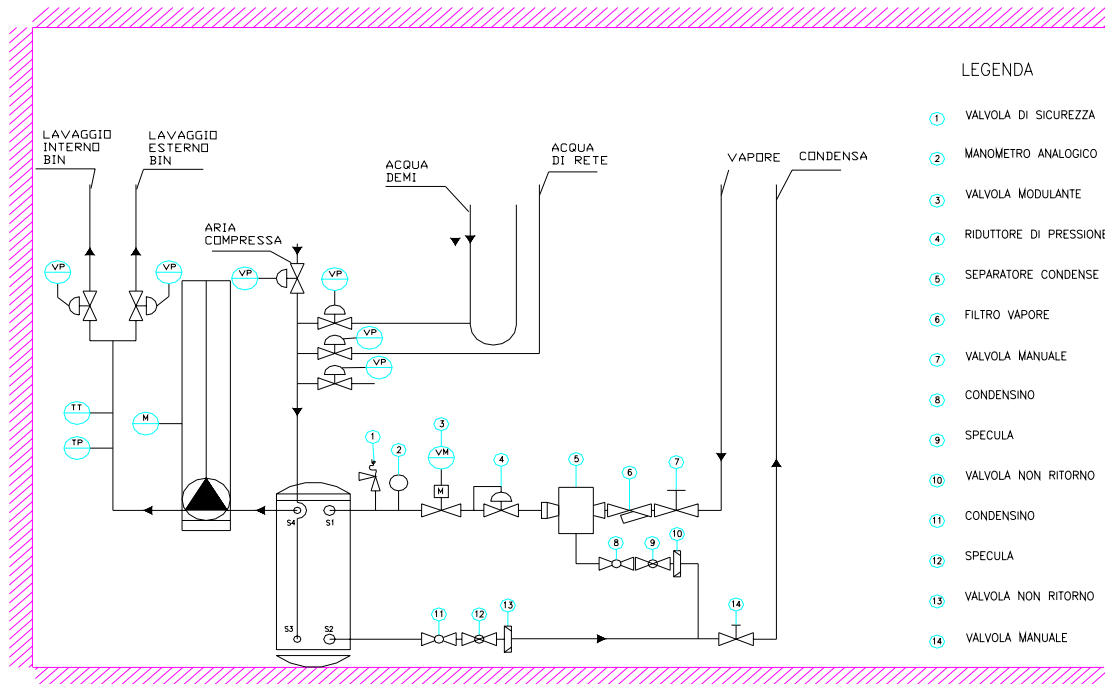 LEGENDA
LAVAGGIO
INTERNO
BIN
LAVAGGIO
ESTERNO
BIN
ARIA
COMPRESSA
ACQUA
DEMI
ACQUA
DI RETE
VAPORE
CONDENSA
VP
VP
VP
VP
VP
VP
TT
TP
M
1
2
3
VM
M
4
5
6
7
8
9
10
11
12
13
14
S4
S1
S3
S2
1 VALVOLA DI SICUREZZA
2 MANOMETRO ANALOGICO
3 VALVOLA MODULANTE
4 RIDUTTORE DI PRESSIONE
5 SEPARATORE CONDENSE
6 FILTRO VAPORE
7 VALVOLA MANUALE
8 CONDENSINO
9 SPECULA
10 VALVOLA NON RITORNO
11 CONDENSINO
12 SPECULA
13 VALVOLA NON RITORNO
14 VALVOLA MANUALE